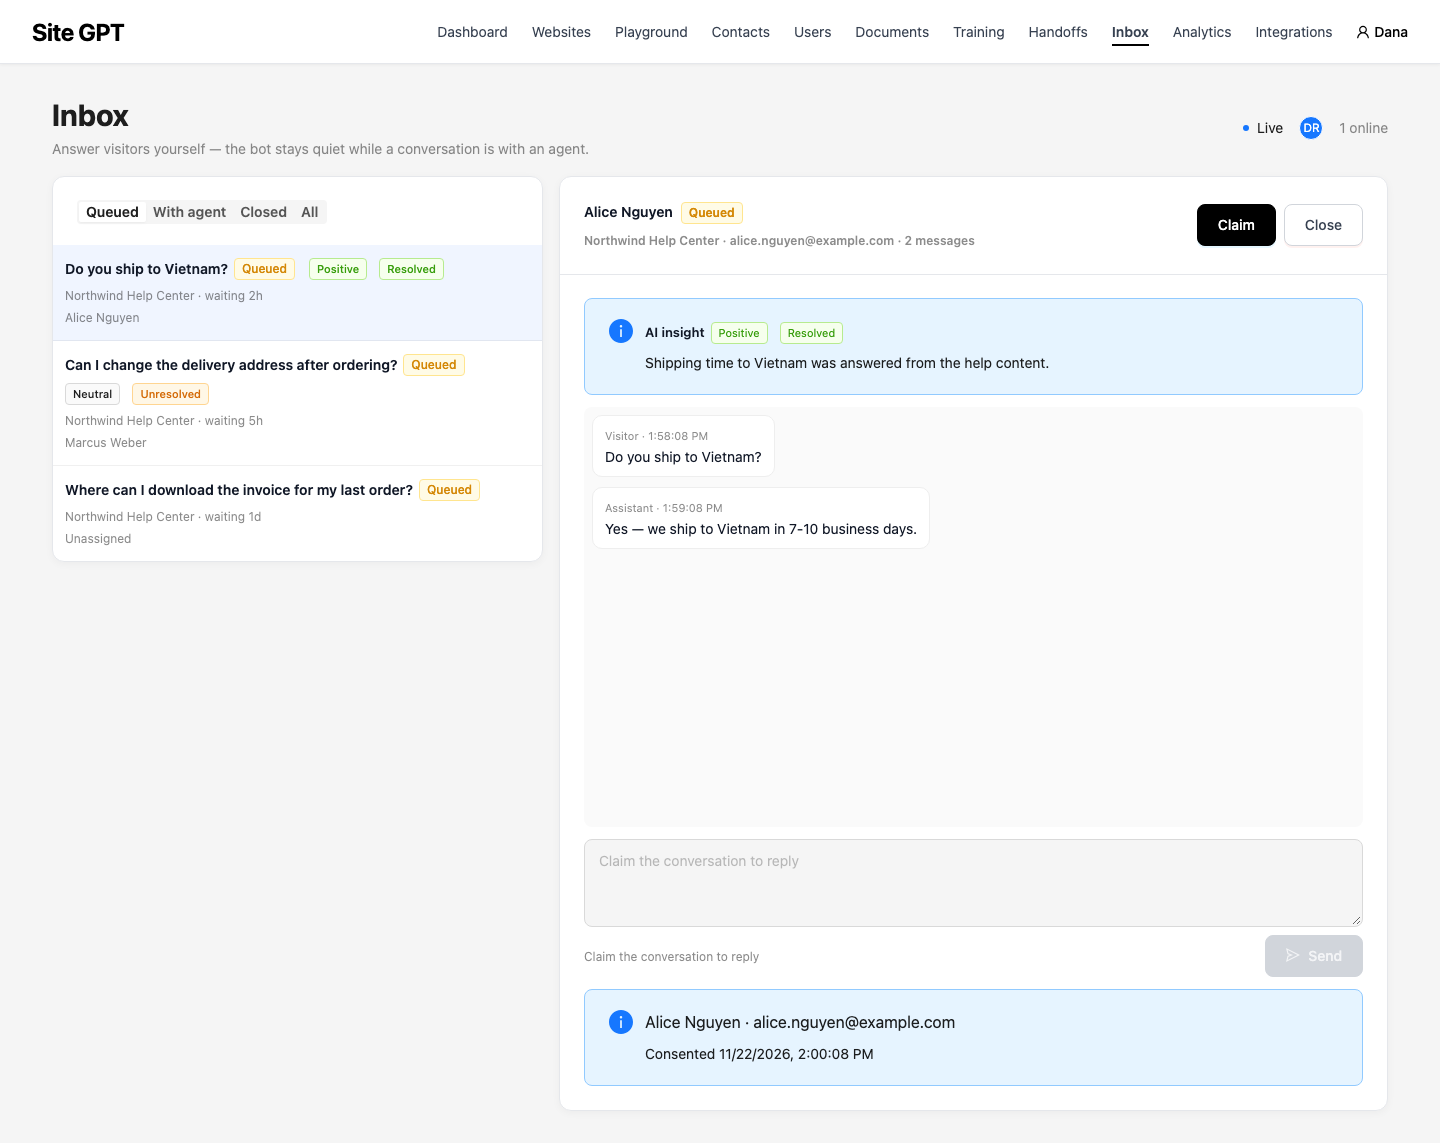 Site GPT
Dashboard
Websites
Playground
Contacts
Users
Documents
Training
Handoffs
Inbox
Analytics
Integrations
Dana
Inbox
Answer visitors yourself — the bot stays quiet while a conversation is with an agent.
Live
DR
1 online
Queued
With agent
Closed
All
Do you ship to Vietnam? Queued Positive Resolved
Northwind Help Center · waiting 2h
Alice Nguyen
Can I change the delivery address after ordering? Queued
Neutral Unresolved
Northwind Help Center · waiting 5h
Marcus Weber
Where can I download the invoice for my last order? Queued
Northwind Help Center · waiting 1d
Unassigned
Alice Nguyen Queued
Northwind Help Center · alice.nguyen@example.com · 2 messages
Claim
Close
AI insight Positive Resolved
Shipping time to Vietnam was answered from the help content.
Visitor · 1:58:08 PM
Do you ship to Vietnam?
Assistant · 1:59:08 PM
Yes — we ship to Vietnam in 7-10 business days.
Claim the conversation to reply
Claim the conversation to reply
Send
Alice Nguyen · alice.nguyen@example.com
Consented 11/22/2026, 2:00:08 PM